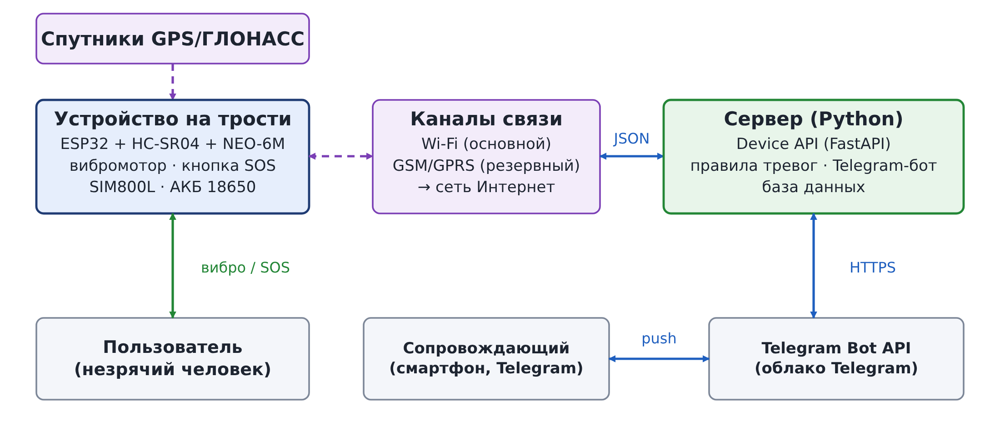 Спутники GPS/ГЛОНАСС
Устройство на трости
ESP32 + HC-SR04 + NEO-6M
вибромотор · кнопка SOS
SIM800L · АКБ 18650
Каналы связи
Wi-Fi (основной)
GSM/GPRS (резервный)
→ сеть Интернет
JSON
Сервер (Python)
Device API (FastAPI)
правила тревог · Telegram-бот
база данных
вибро / SOS
HTTPS
Пользователь
(незрячий человек)
Сопровождающий
(смартфон, Telegram)
push
Telegram Bot API
(облако Telegram)